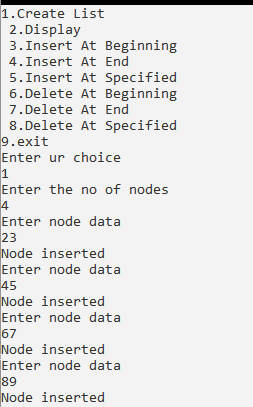 1.Create List
2.Display
3.Insert At Beginning
4.Insert At End
5.Insert At Specified
6.Delete At Beginning
7.Delete At End
8.Delete At Specified
9.exit
Enter ur choice
1
Enter the no of nodes
4
Enter node data
23
Node inserted
Enter node data
45
Node inserted
Enter node data
67
Node inserted
Enter node data
89
Node inserted